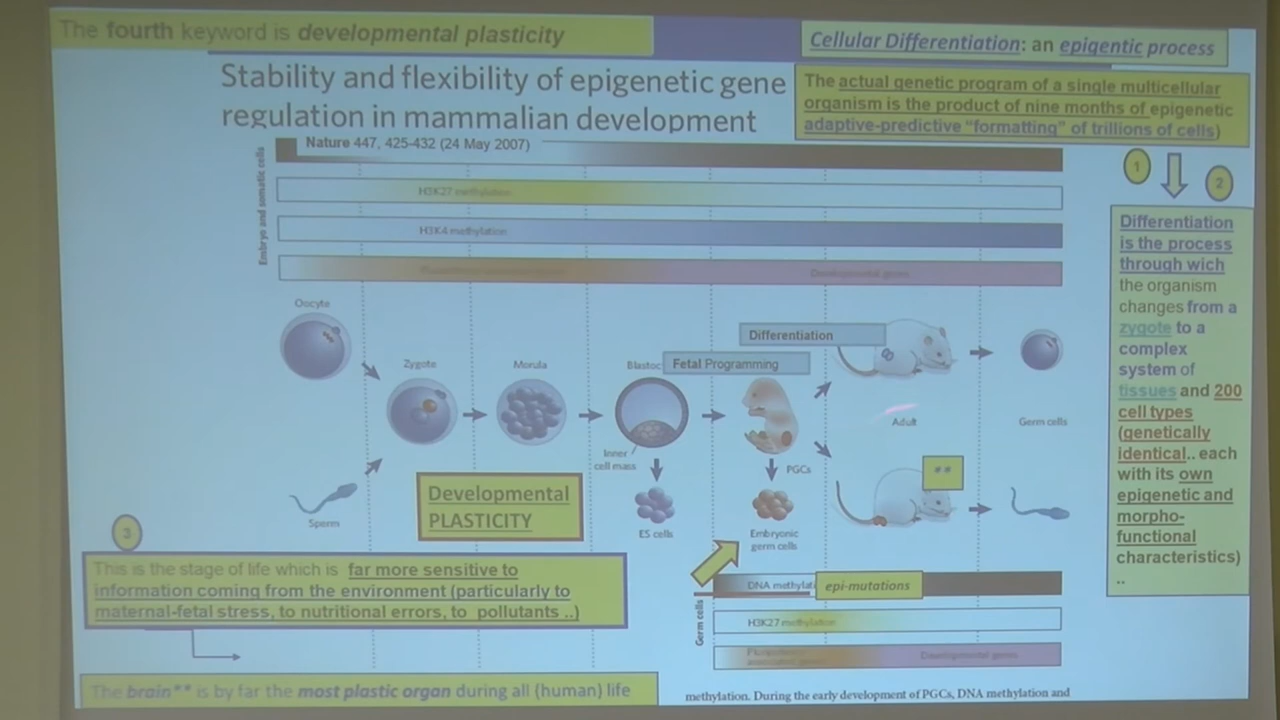 The fourth keyword is developmental plasticity
Cellular Differentiation: an epigentic process
Stability and flexibility of epigenetic gene
regulation in mammalian development
The actual genetic program of a single multicellular
organism is the product of nine months of epigenetic
adaptive-predictive "formatting" of trillions of cells)
Nature 447, 425-432 (24 May 2007)
Embryo and somatic cells
H3K27 methylation
H3K4 methylation
Developmental genes
1
2
Differentiation
is the process
through wich
the organism
changes from a
zygote to a
complex
system of
tissues and 200
cell types
(genetically
identical.. each
with its own
epigenetic and
morpho-
functional
characteristics)
..
Oocyte
Zygote
Morula
Blastoc
Fetal Programming
Differentiation
Adult
Germ cells
Inner
cell mass
PGCs
Sperm
ES cells
Embryonic
germ cells
**
Developmental
PLASTICITY
3
This is the stage of life which is far more sensitive to
information coming from the environment (particularly to
maternal-fetal stress, to nutritional errors, to pollutants ..)
The brain** is by far the most plastic organ during all (human) life
Germ cells
DNA methylati
epi-mutations
H3K27 methylation
Developmental genes
methylation. During the early development of PGCs, DNA methylation and